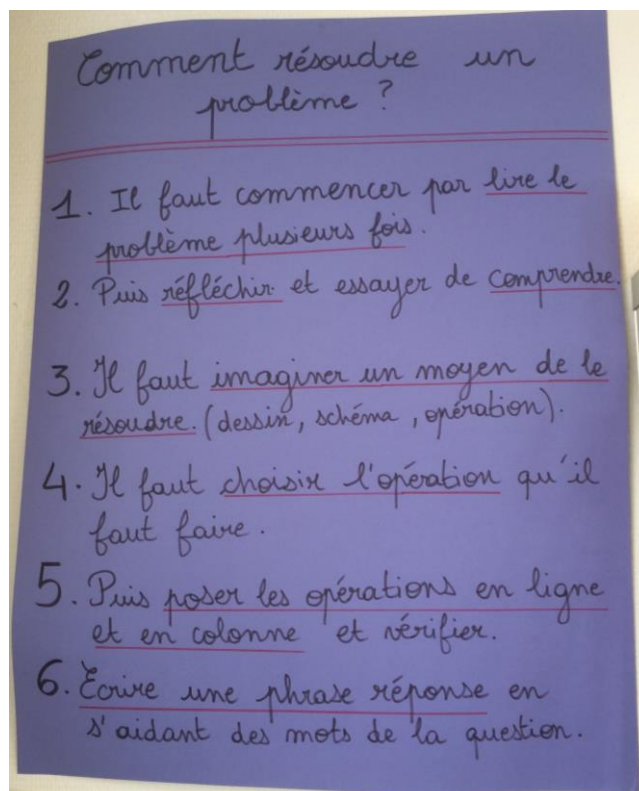 Comment résoudre un
problème ?
1. Il faut commencer par lire le
problème plusieurs fois.
2. Puis réfléchir et essayer de comprendre.
3. Il faut imaginer un moyen de le
résoudre. (dessin, schéma, opération).
4. Il faut choisir l'opération qu'il
faut faire.
5. Puis poser les opérations en ligne
et en colonne et vérifier.
6. Ecrire une phrase réponse en
s'aidant des mots de la question.